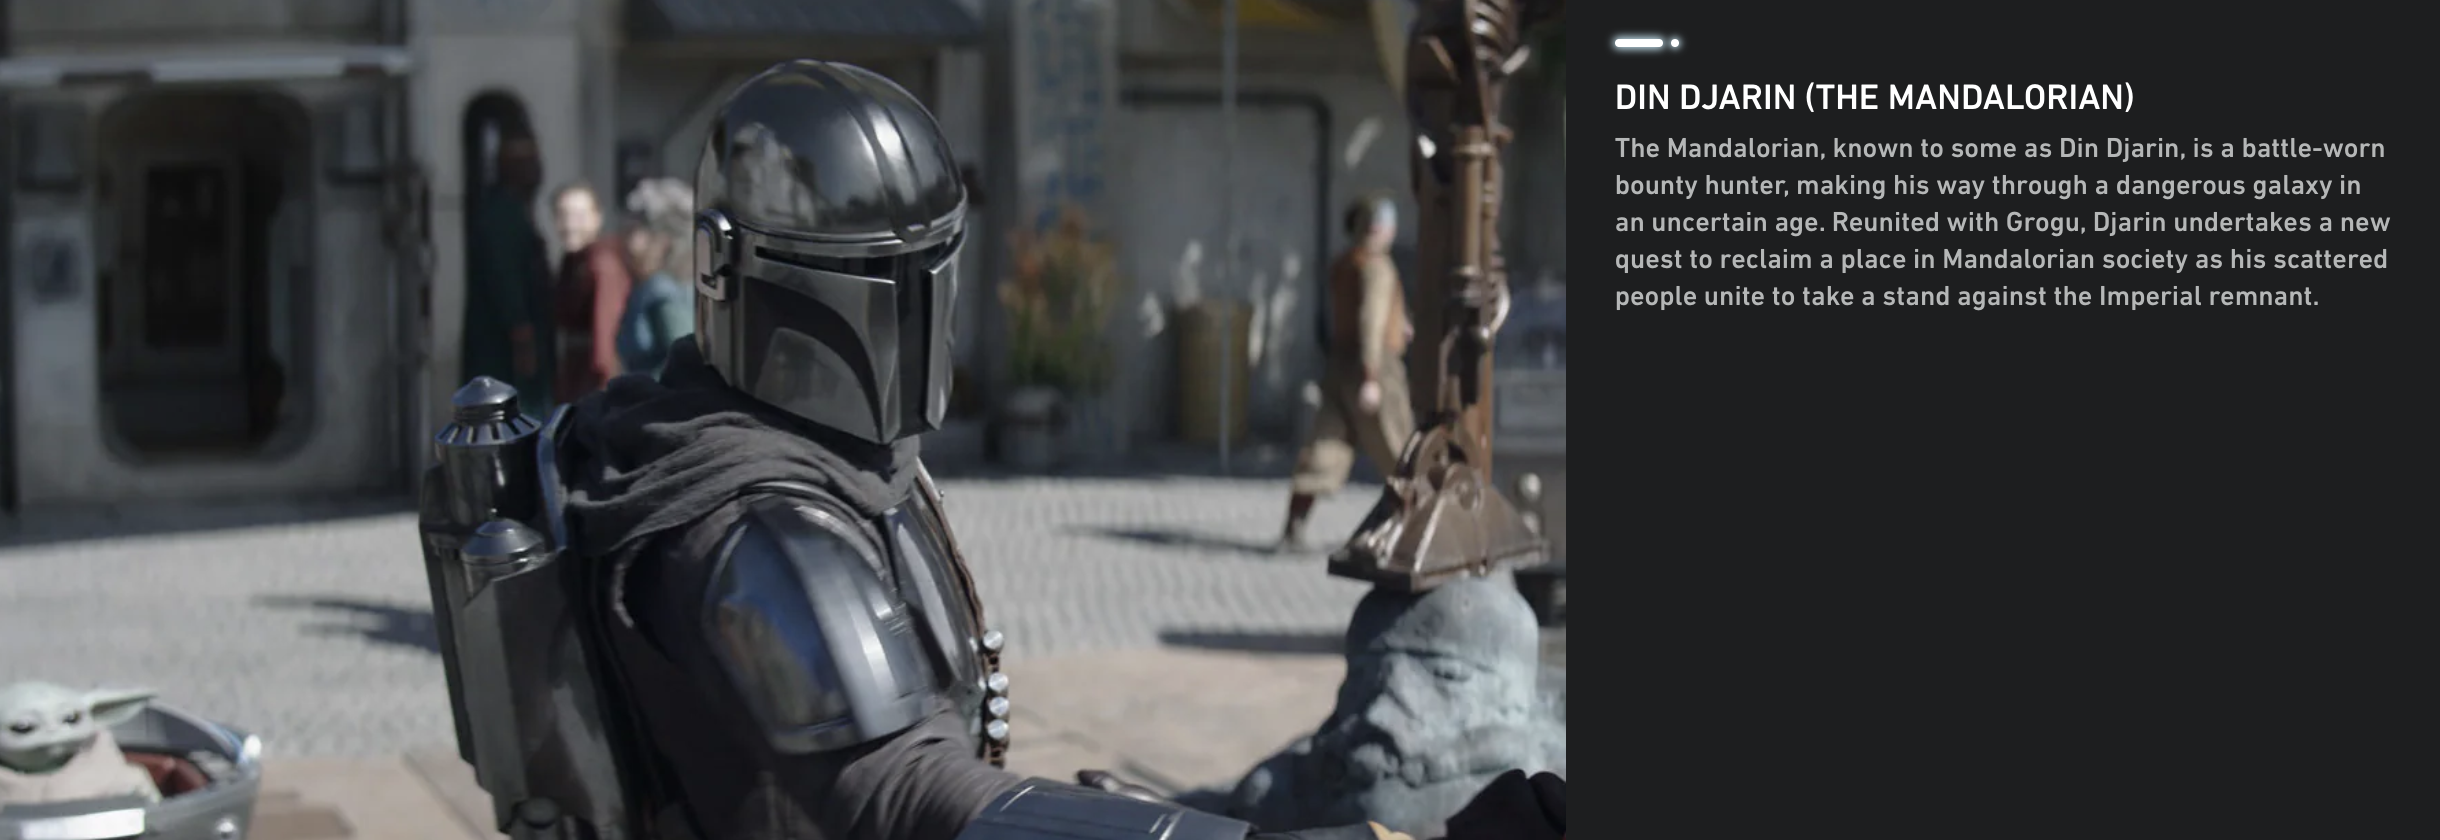 DIN DJARIN (THE MANDALORIAN)
The Mandalorian, known to some as Din Djarin, is a battle-worn
bounty hunter, making his way through a dangerous galaxy in
an uncertain age. Reunited with Grogu, Djarin undertakes a new
quest to reclaim a place in Mandalorian society as his scattered
people unite to take a stand against the Imperial remnant.